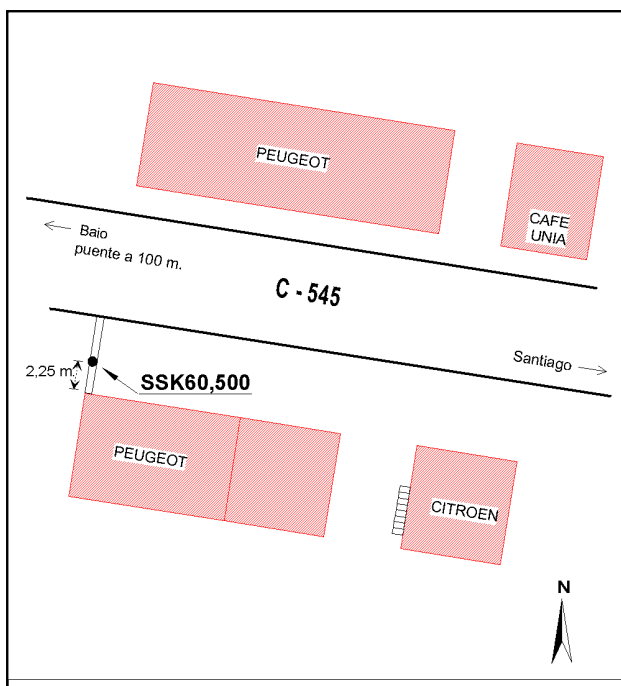 PEUGEOT
CAFE
UNIA
Baio
puente a 100 m.
C - 545
Santiago
2,25 m.
SSK60,500
PEUGEOT
CITROEN
N